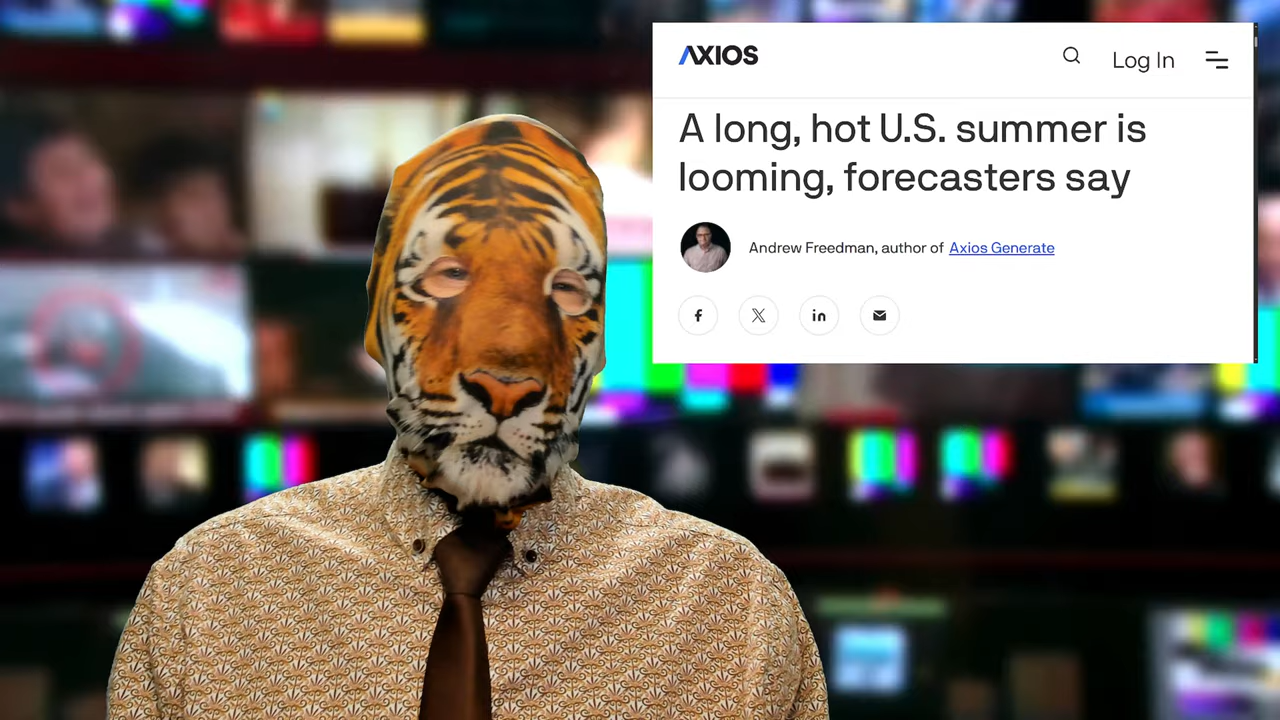 AXIOS
Log In
A long, hot U.S. summer is
looming, forecasters say
Andrew Freedman, author of Axios Generate